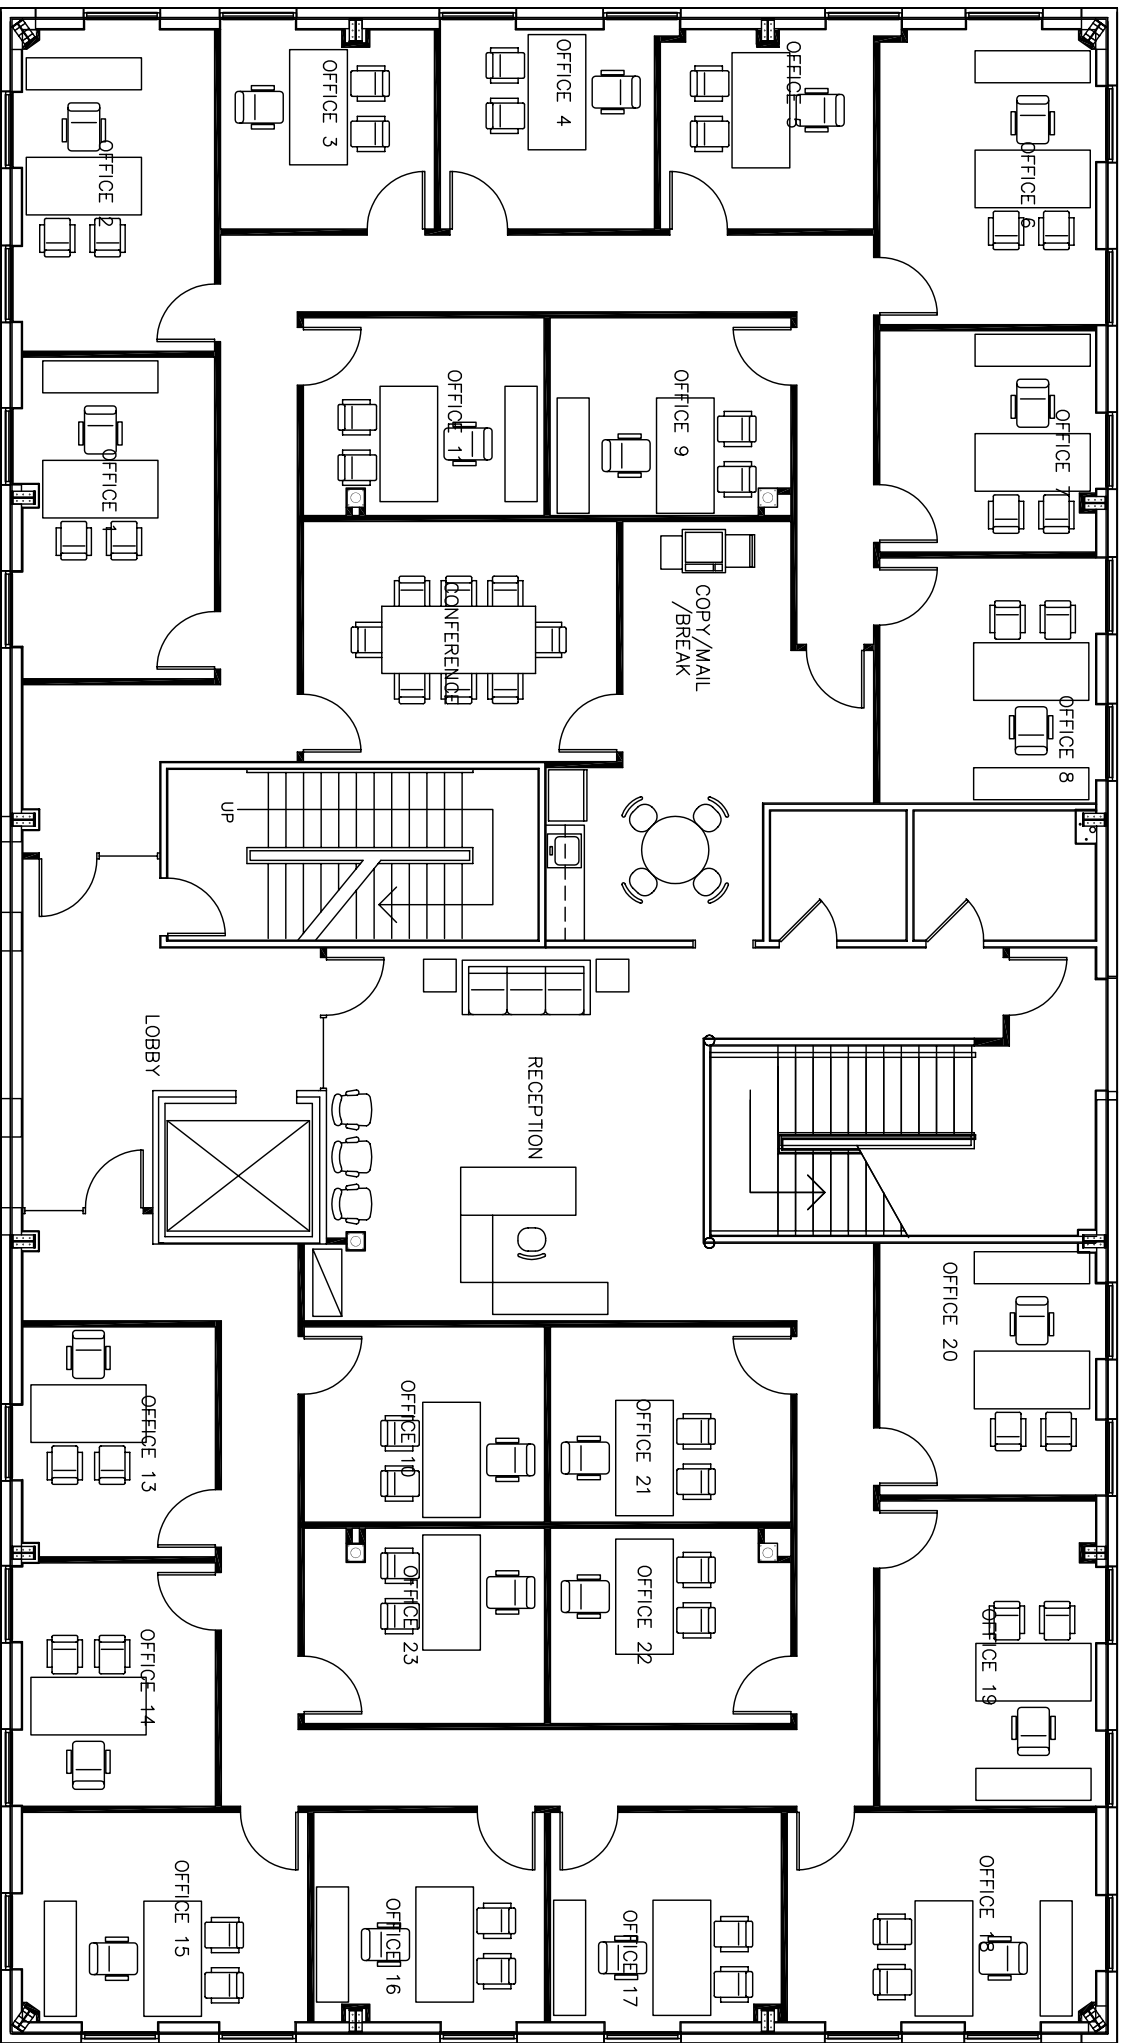 OFFICE 2
OFFICE 3
OFFICE 4
OFFICE 5
OFFICE 6
OFFICE 1
OFFICE 11
OFFICE 9
OFFICE 7
CONFERENCE
COPY/MAIL
/BREAK
OFFICE 8
UP
LOBBY
RECEPTION
OFFICE 20
OFFICE 13
OFFICE 10
OFFICE 21
OFFICE 14
OFFICE 23
OFFICE 22
OFFICE 19
OFFICE 15
OFFICE 16
OFFICE 17
OFFICE 18